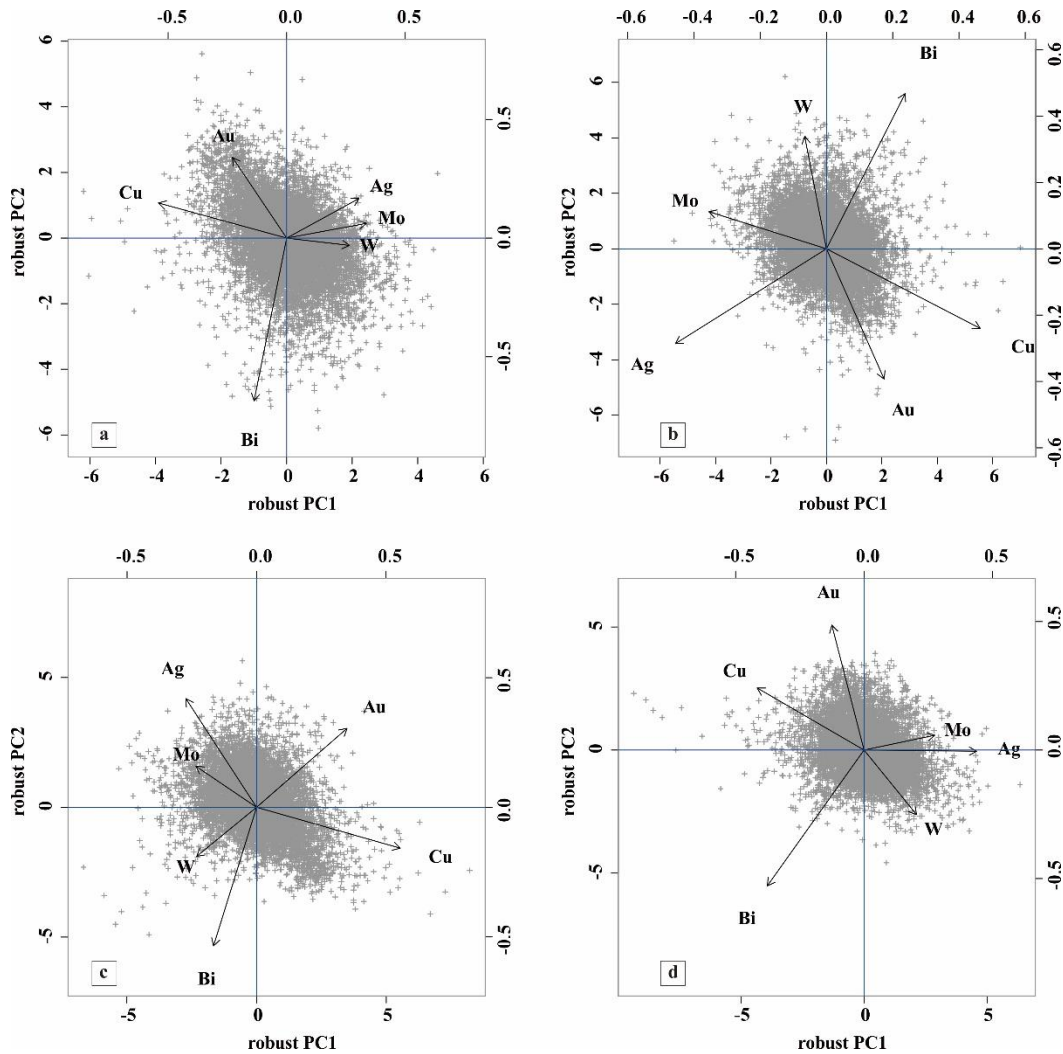 -0.5 0.0 0.5
6
4
2
0
-2
-4
-6
robust PC2
Au
Cu
Ag
Mo
W
Bi
a
0.5
0.0
-0.5
-6 -4 -2 0 2 4 6
robust PC1
-0.6 -0.4 -0.2 0.0 0.2 0.4 0.6
6
4
2
0
-2
-4
-6
robust PC2
Bi
W
Mo
Ag
Cu
Au
b
0.6
0.4
0.2
0.0
-0.2
-0.4
-0.6
-6 -4 -2 0 2 4 6
robust PC1
-0.5 0.0 0.5
5
0
-5
robust PC2
Ag
Au
Mo
W
Cu
Bi
c
0.5
0.0
-0.5
-5 0 5
robust PC1
-0.5 0.0 0.5
5
0
-5
robust PC2
Au
Cu
Mo
Ag
W
Bi
d
0.5
0.0
-0.5
-5 0 5
robust PC1